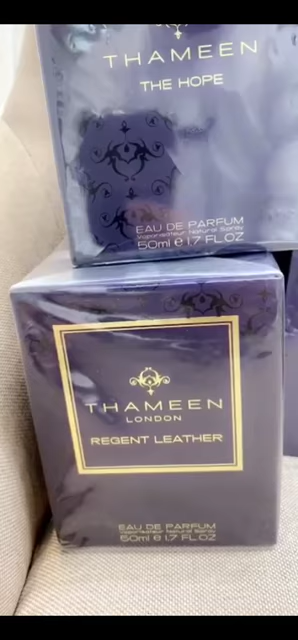 THAMEEN
THE HOPE
EAU DE PARFUM
Vaporisateur Natural Spray
50ml e 1.7 FL.OZ
THAMEEN
LONDON
REGENT LEATHER
EAU DE PARFUM
Vaporisateur Natural Spray
50ml e 1.7 FL.OZ